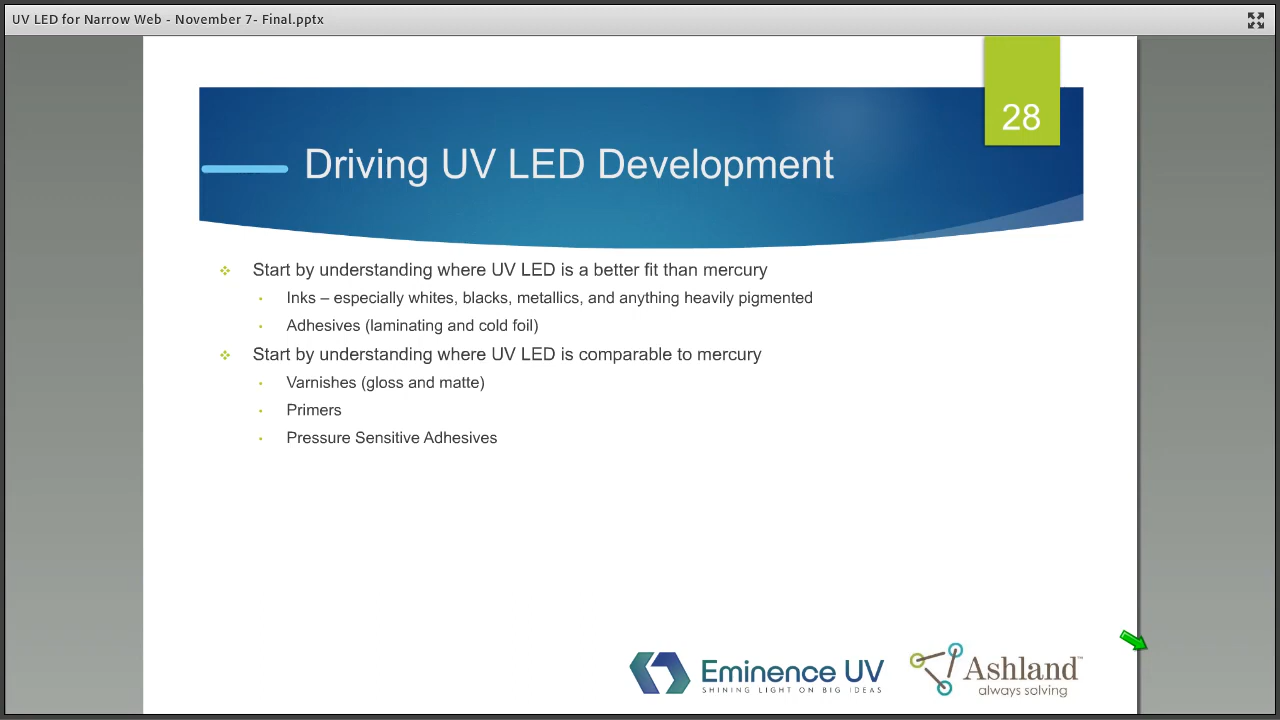 UV LED for Narrow Web - November 7- Final.pptx
28
Driving UV LED Development
Start by understanding where UV LED is a better fit than mercury
Inks – especially whites, blacks, metallics, and anything heavily pigmented
Adhesives (laminating and cold foil)
Start by understanding where UV LED is comparable to mercury
Varnishes (gloss and matte)
Primers
Pressure Sensitive Adhesives
Eminence UV
SHINING LIGHT ON BIG IDEAS
Ashland™
always solving